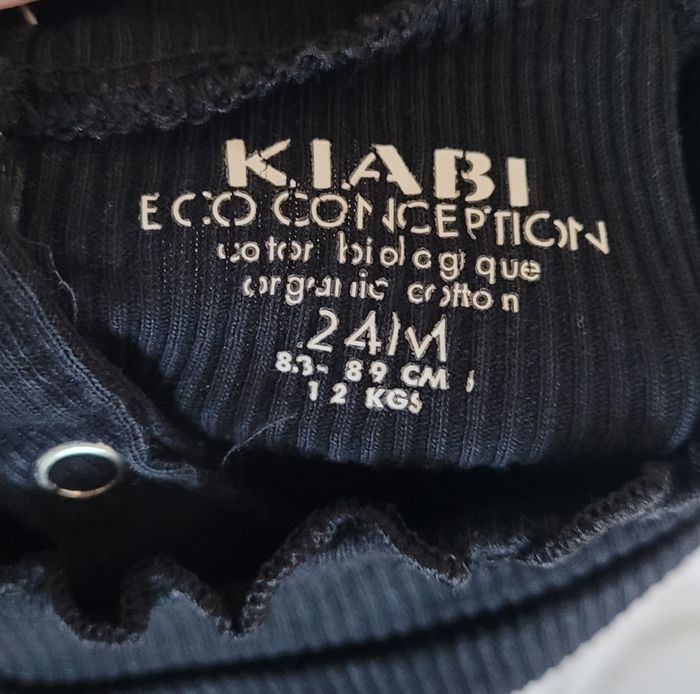 KIABI
ECO CONCEPTION
coton biologique
organic cotton
24M
83-89 CM
12 KGS